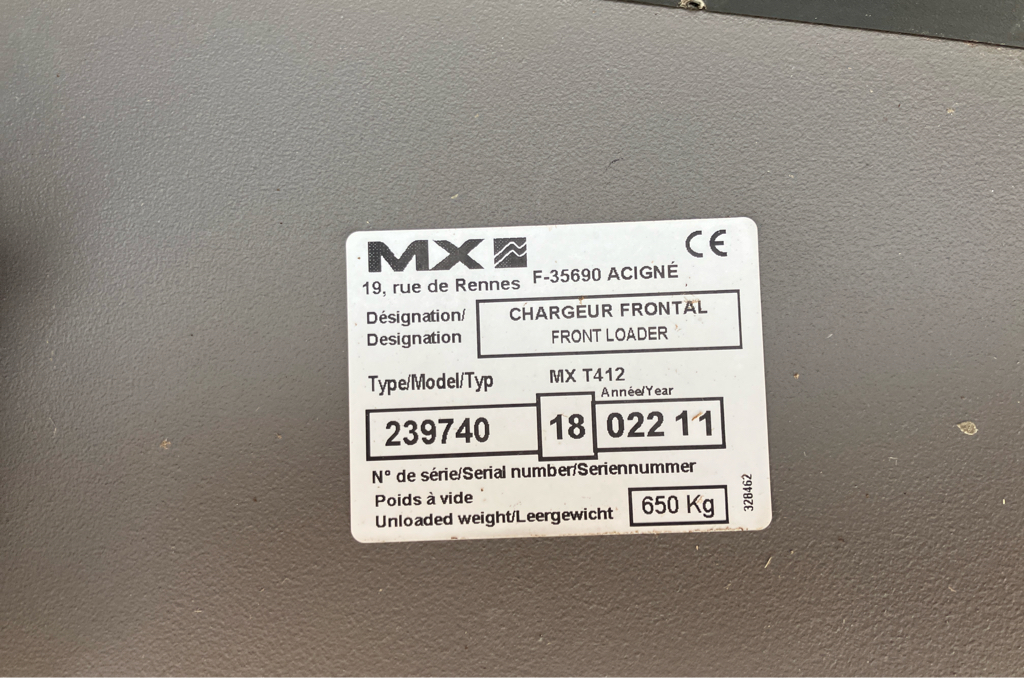 MX CE
19, rue de Rennes F-35690 ACIGNÉ
Désignation/ CHARGEUR FRONTAL
Designation FRONT LOADER
Type/Model/Typ MX T412
Année/Year
239740 18 022 11
N° de série/Serial number/Seriennummer
Poids à vide
Unloaded weight/Leergewicht 650 Kg
328462